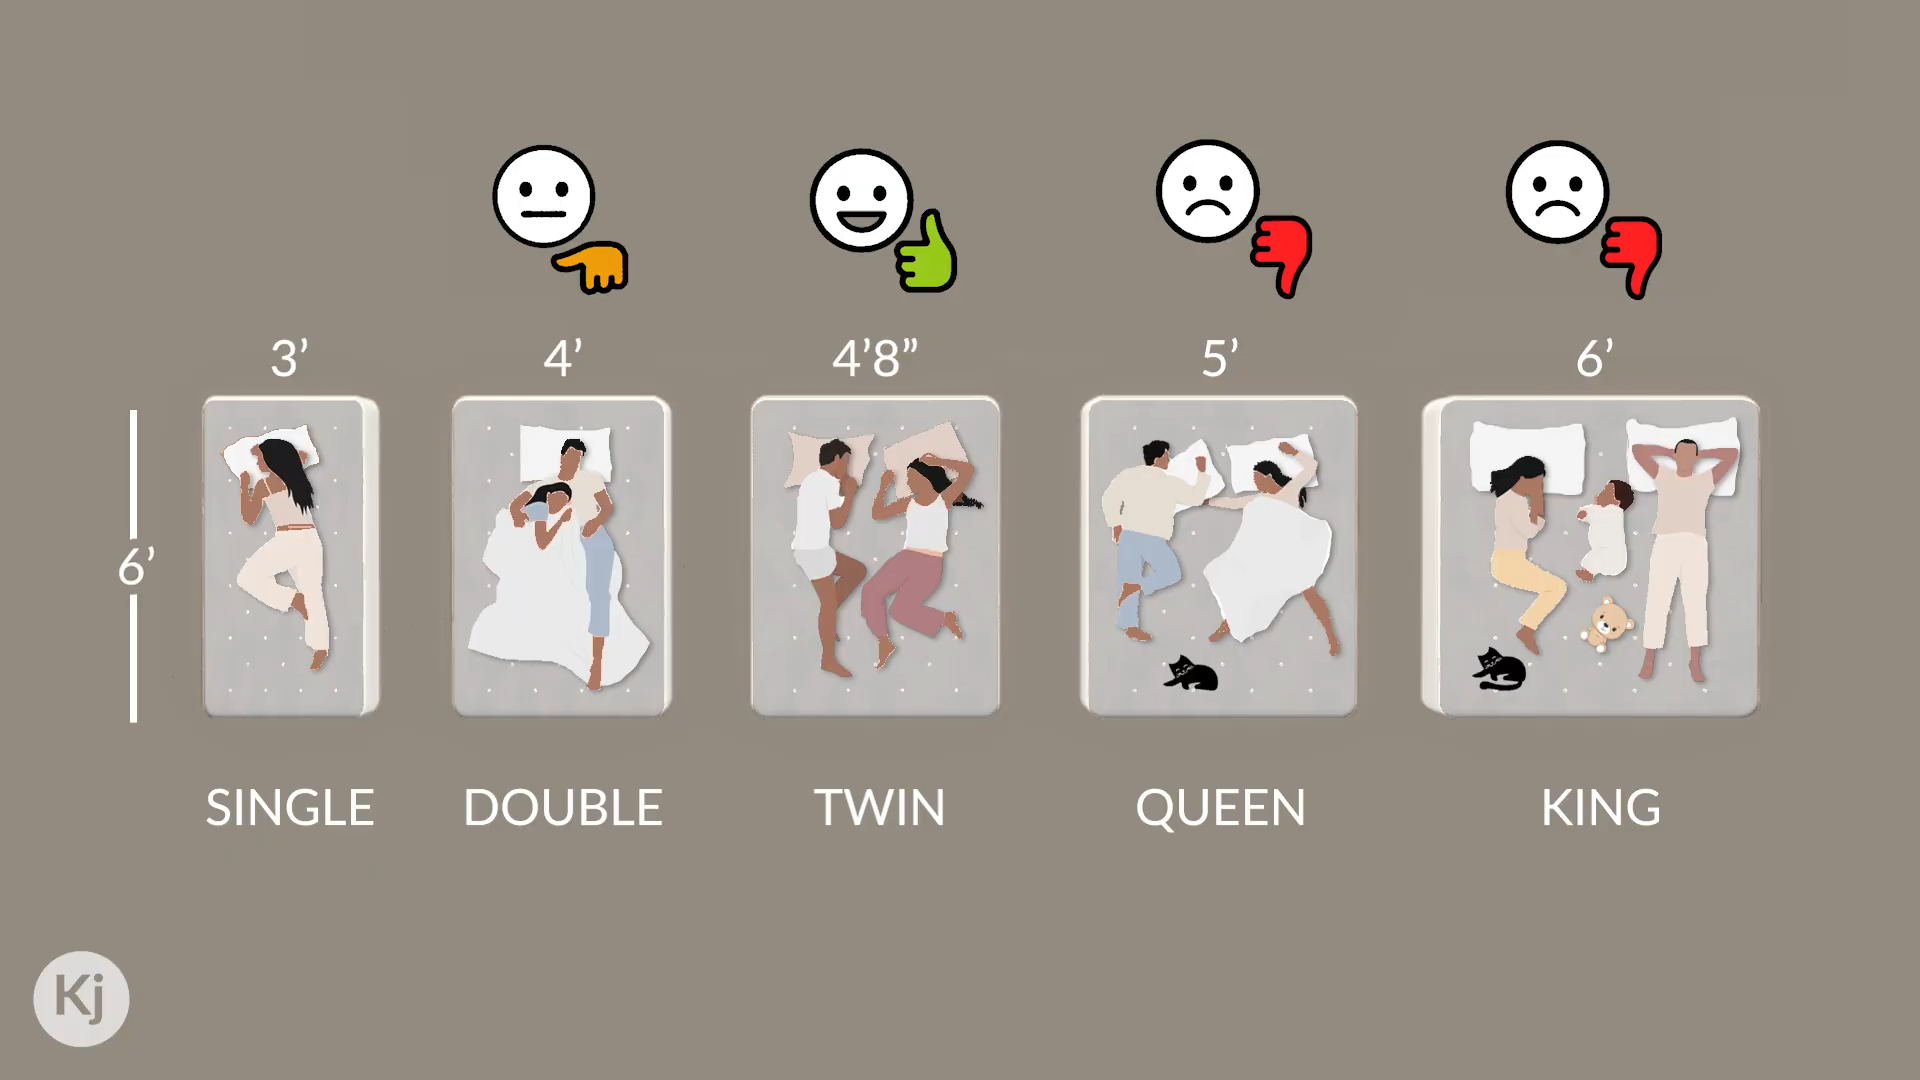 3’
4’
4’8”
5’
6’
6’
SINGLE
DOUBLE
TWIN
QUEEN
KING
Kj